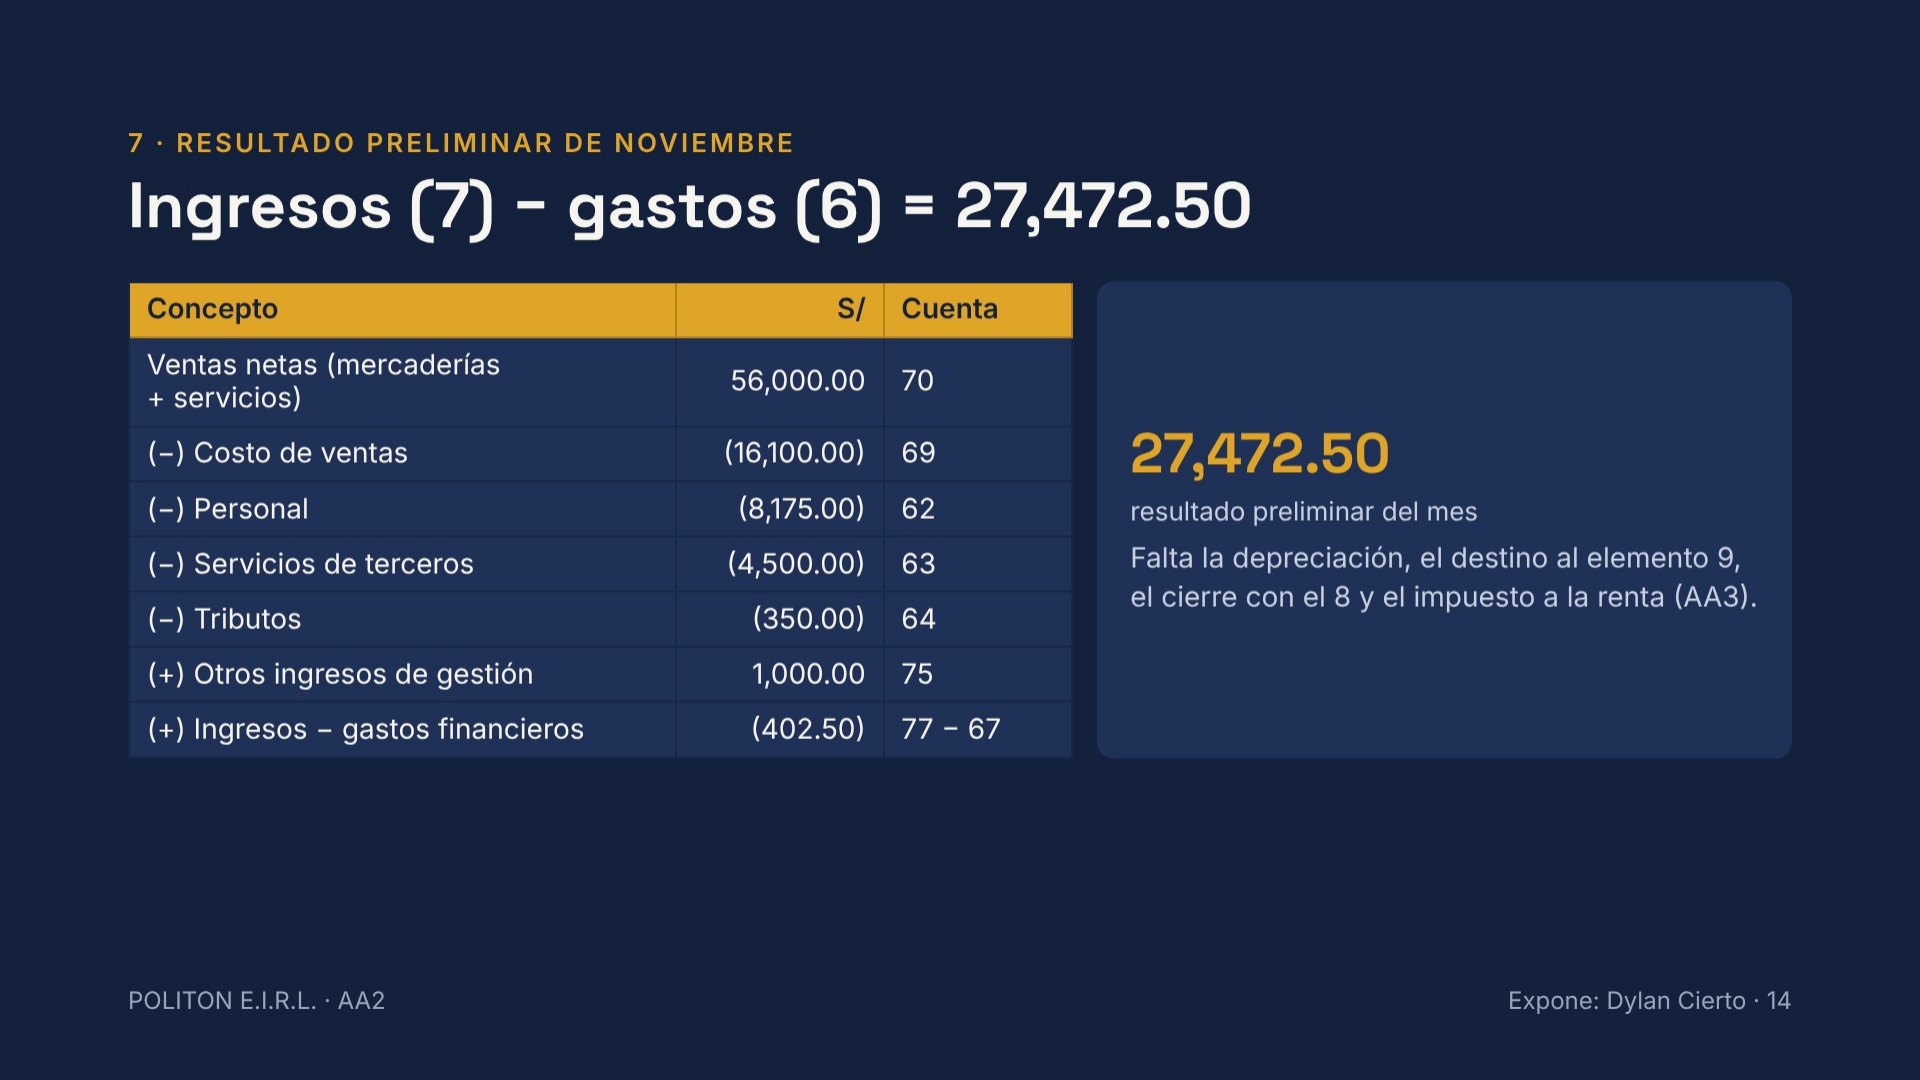 7 · RESULTADO PRELIMINAR DE NOVIEMBRE
Ingresos (7) − gastos (6) = 27,472.50
Concepto S/ Cuenta
Ventas netas (mercaderías
+ servicios) 56,000.00 70
(−) Costo de ventas (16,100.00) 69
(−) Personal (8,175.00) 62
(−) Servicios de terceros (4,500.00) 63
(−) Tributos (350.00) 64
(+) Otros ingresos de gestión 1,000.00 75
(+) Ingresos − gastos financieros (402.50) 77 − 67
27,472.50
resultado preliminar del mes
Falta la depreciación, el destino al elemento 9,
el cierre con el 8 y el impuesto a la renta (AA3).
POLITON E.I.R.L. · AA2
Expone: Dylan Cierto · 14